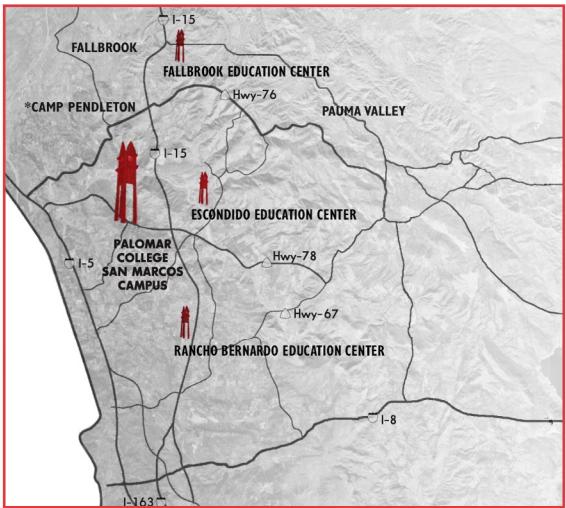 I-15
FALLBROOK
FALLBROOK EDUCATION CENTER
Hwy-76
*CAMP PENDLETON
PAUMA VALLEY
I-15
ESCONDIDO EDUCATION CENTER
PALOMAR
COLLEGE
SAN MARCOS
CAMPUS
I-5
Hwy-78
Hwy-67
RANCHO BERNARDO EDUCATION CENTER
I-8
I-163